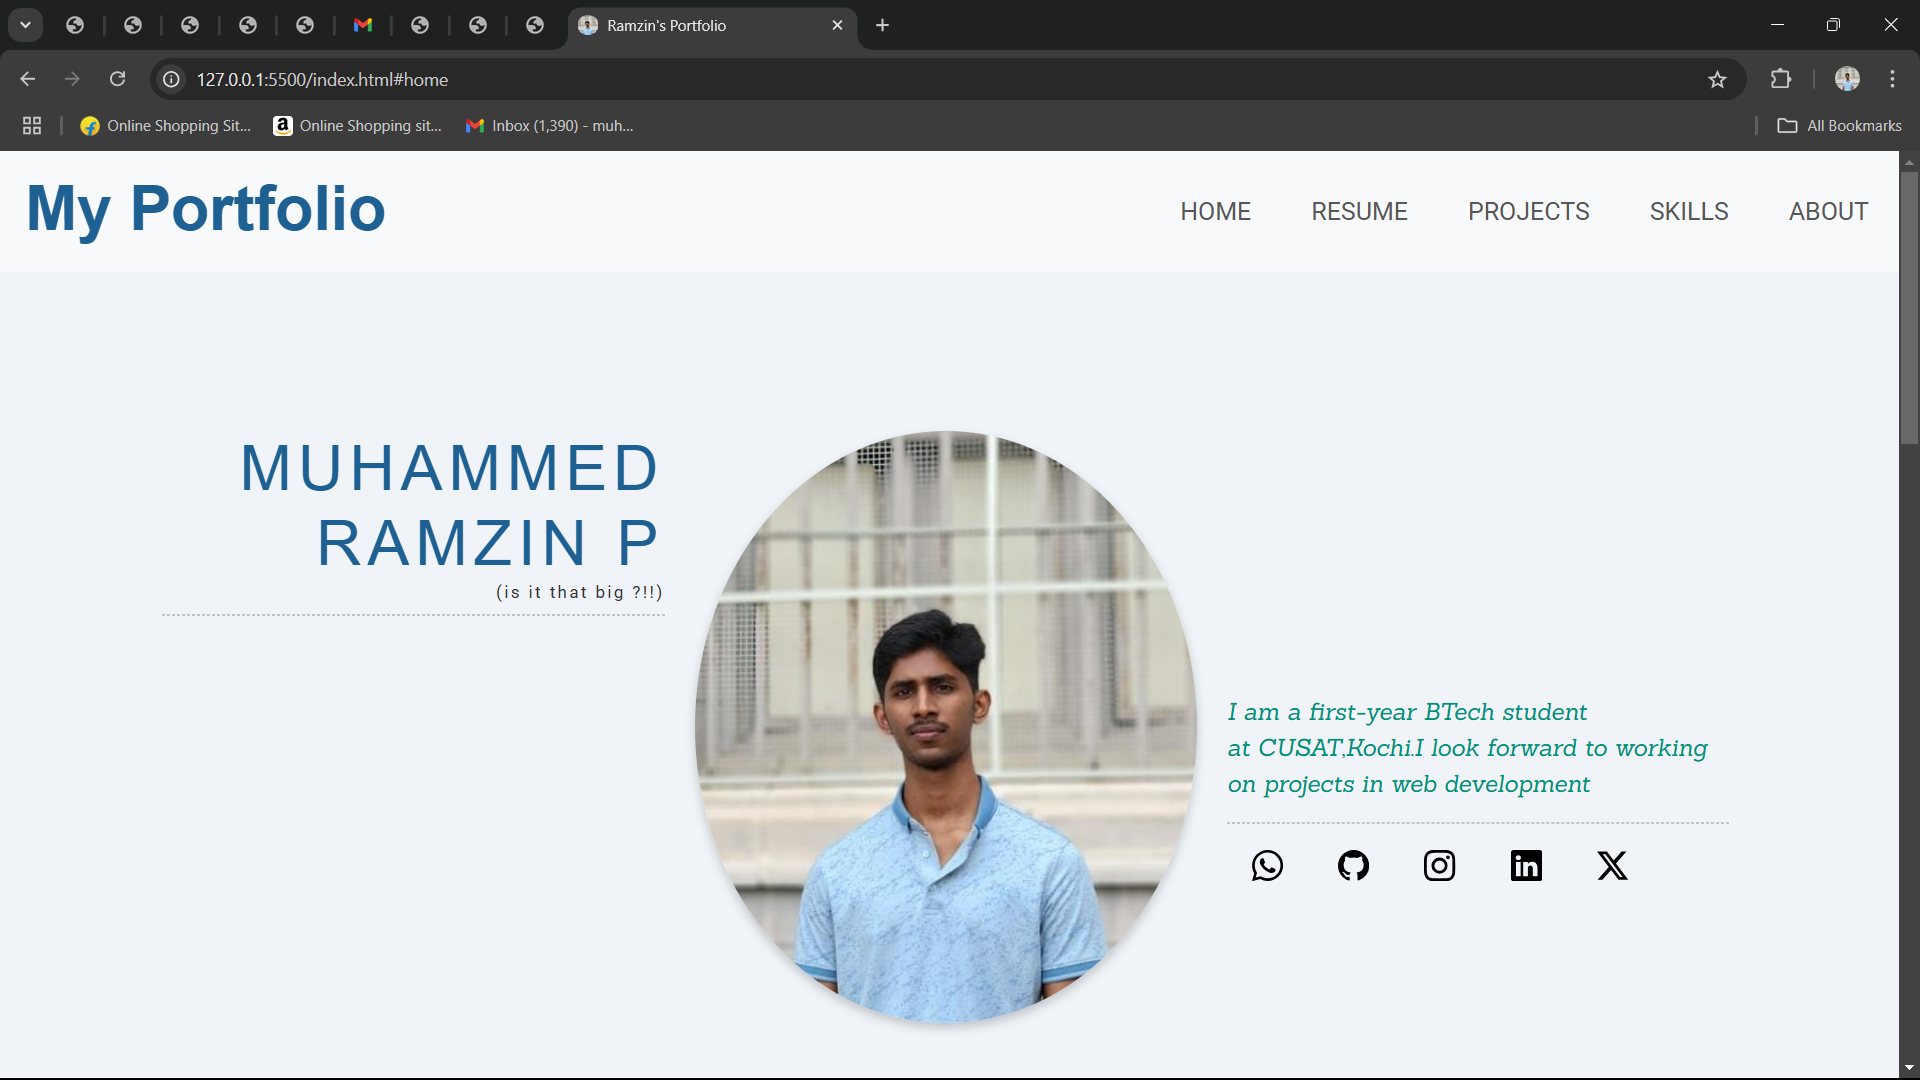 Ramzin's Portfolio
127.0.0.1:5500/index.html#home
Online Shopping Sit...
Online Shopping sit...
Inbox (1,390) - muh...
All Bookmarks
My Portfolio
HOME
RESUME
PROJECTS
SKILLS
ABOUT
MUHAMMED
RAMZIN P
(is it that big ?!!)
I am a first-year BTech student
at CUSAT,Kochi.I look forward to working
on projects in web development